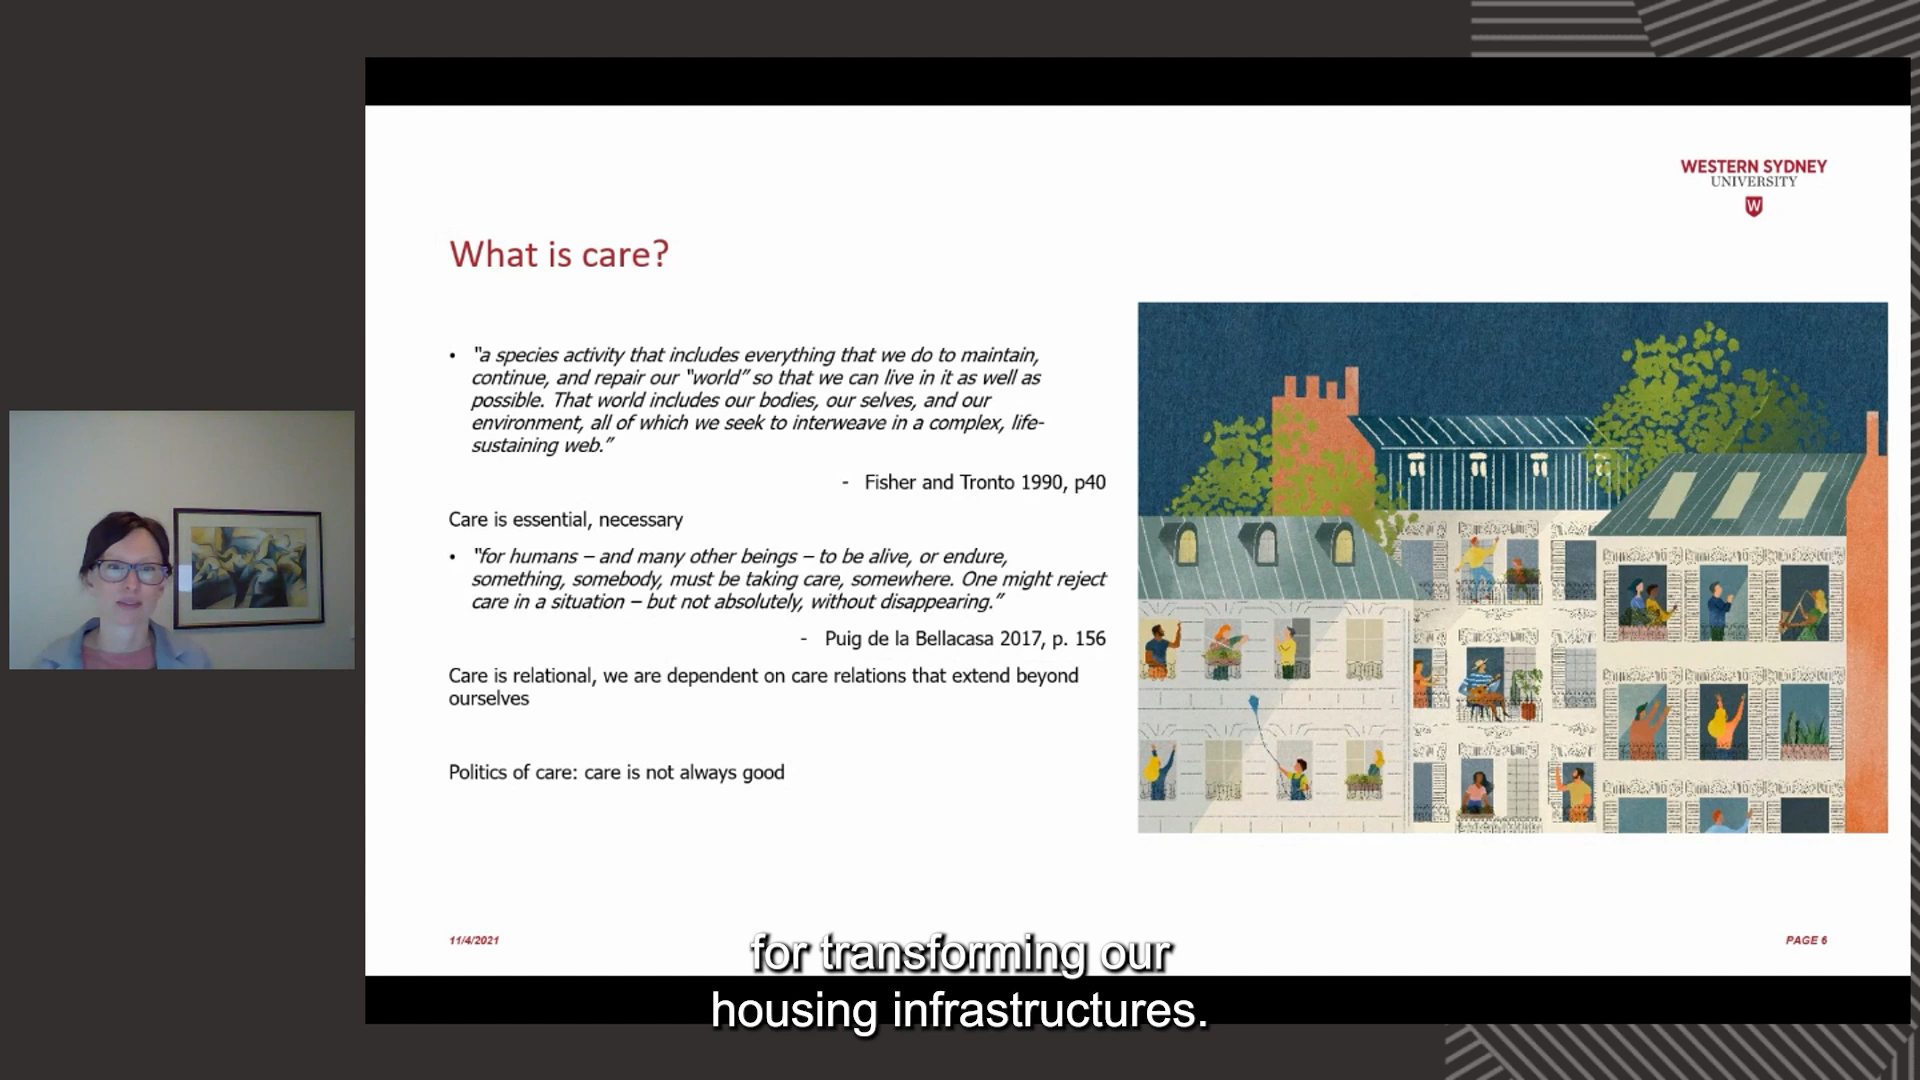 WESTERN SYDNEY
UNIVERSITY
W
What is care?
• "a species activity that includes everything that we do to maintain,
continue, and repair our "world" so that we can live in it as well as
possible. That world includes our bodies, our selves, and our
environment, all of which we seek to interweave in a complex, life-
sustaining web."
- Fisher and Tronto 1990, p40
Care is essential, necessary
• "for humans – and many other beings – to be alive, or endure,
something, somebody, must be taking care, somewhere. One might reject
care in a situation – but not absolutely, without disappearing."
- Puig de la Bellacasa 2017, p. 156
Care is relational, we are dependent on care relations that extend beyond
ourselves
Politics of care: care is not always good
11/4/2021
PAGE 6
for transforming our
housing infrastructures.